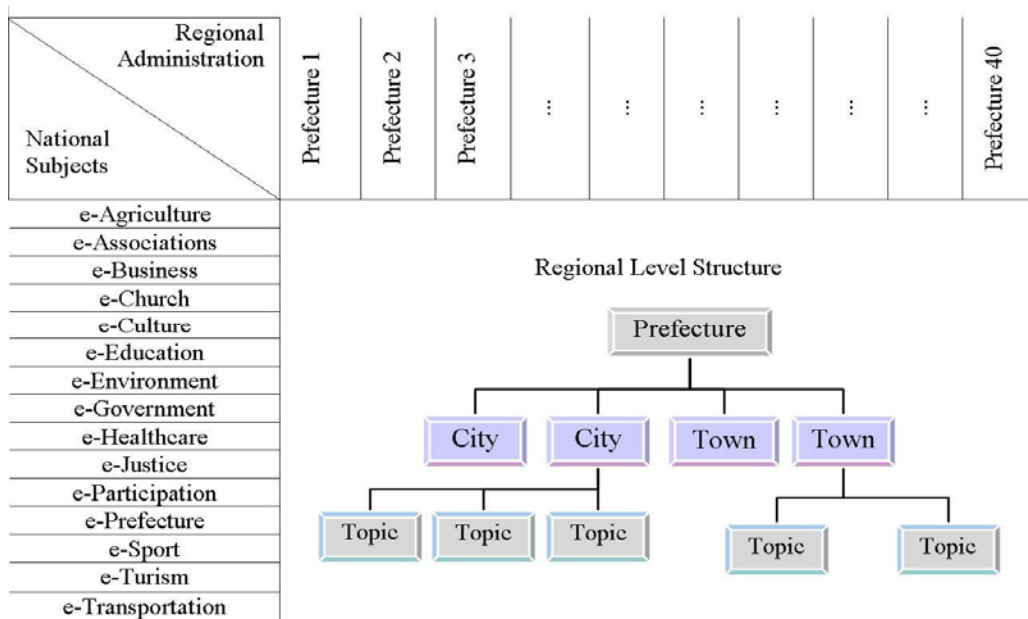 Regional
Administration
National
Subjects
Prefecture 1
Prefecture 2
Prefecture 3
...
...
...
...
...
...
Prefecture 40
e-Agriculture
e-Associations
e-Business
e-Church
e-Culture
e-Education
e-Environment
e-Government
e-Healthcare
e-Justice
e-Participation
e-Prefecture
e-Sport
e-Turism
e-Transportation
Regional Level Structure
Prefecture
City
City
Town
Town
Topic
Topic
Topic
Topic
Topic